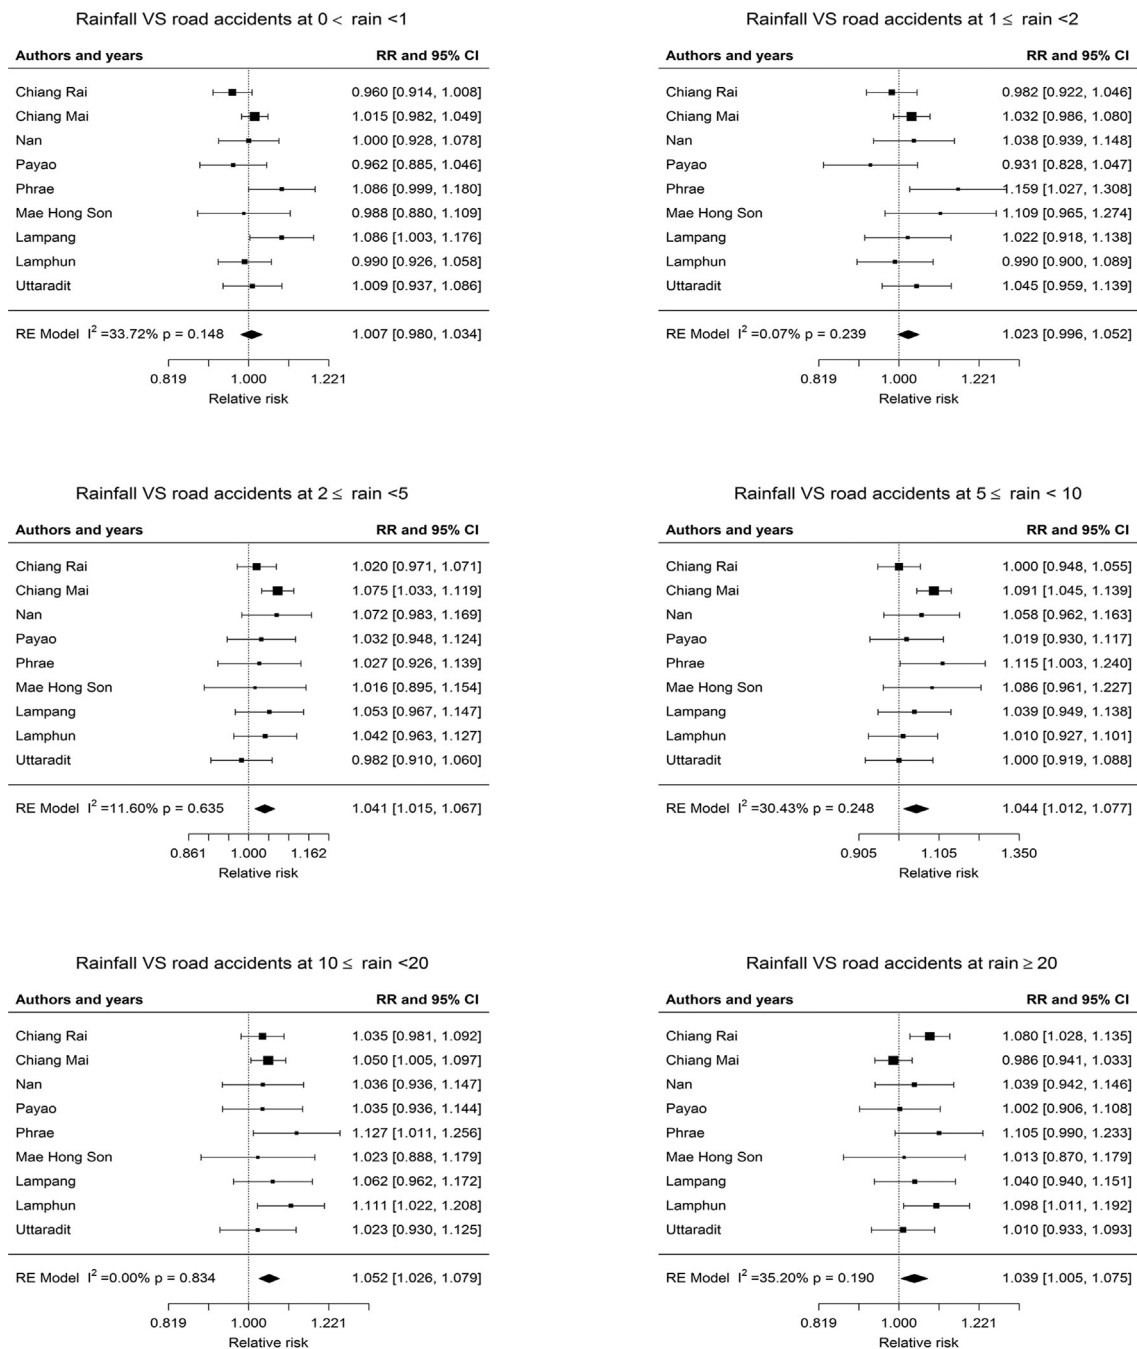 Rainfall VS road accidents at 0 < rain <1
Authors and years RR and 95% CI
Chiang Rai 0.960 [0.914, 1.008]
Chiang Mai 1.015 [0.982, 1.049]
Nan 1.000 [0.928, 1.078]
Payao 0.962 [0.885, 1.046]
Phrae 1.086 [0.999, 1.180]
Mae Hong Son 0.988 [0.880, 1.109]
Lampang 1.086 [1.003, 1.176]
Lamphun 0.990 [0.926, 1.058]
Uttaradit 1.009 [0.937, 1.086]
RE Model I² =33.72% p = 0.148 1.007 [0.980, 1.034]
0.819 1.000 1.221
Relative risk
Rainfall VS road accidents at 1 ≤ rain <2
Authors and years RR and 95% CI
Chiang Rai 0.982 [0.922, 1.046]
Chiang Mai 1.032 [0.986, 1.080]
Nan 1.038 [0.939, 1.148]
Payao 0.931 [0.828, 1.047]
Phrae 1.159 [1.027, 1.308]
Mae Hong Son 1.109 [0.965, 1.274]
Lampang 1.022 [0.918, 1.138]
Lamphun 0.990 [0.900, 1.089]
Uttaradit 1.045 [0.959, 1.139]
RE Model I² =0.07% p = 0.239 1.023 [0.996, 1.052]
0.819 1.000 1.221
Relative risk
Rainfall VS road accidents at 2 ≤ rain <5
Authors and years RR and 95% CI
Chiang Rai 1.020 [0.971, 1.071]
Chiang Mai 1.075 [1.033, 1.119]
Nan 1.072 [0.983, 1.169]
Payao 1.032 [0.948, 1.124]
Phrae 1.027 [0.926, 1.139]
Mae Hong Son 1.016 [0.895, 1.154]
Lampang 1.053 [0.967, 1.147]
Lamphun 1.042 [0.963, 1.127]
Uttaradit 0.982 [0.910, 1.060]
RE Model I² =11.60% p = 0.635 1.041 [1.015, 1.067]
0.861 1.000 1.162
Relative risk
Rainfall VS road accidents at 5 ≤ rain < 10
Authors and years RR and 95% CI
Chiang Rai 1.000 [0.948, 1.055]
Chiang Mai 1.091 [1.045, 1.139]
Nan 1.058 [0.962, 1.163]
Payao 1.019 [0.930, 1.117]
Phrae 1.115 [1.003, 1.240]
Mae Hong Son 1.086 [0.961, 1.227]
Lampang 1.039 [0.949, 1.138]
Lamphun 1.010 [0.927, 1.101]
Uttaradit 1.000 [0.919, 1.088]
RE Model I² =30.43% p = 0.248 1.044 [1.012, 1.077]
0.905 1.105 1.350
Relative risk
Rainfall VS road accidents at 10 ≤ rain <20
Authors and years RR and 95% CI
Chiang Rai 1.035 [0.981, 1.092]
Chiang Mai 1.050 [1.005, 1.097]
Nan 1.036 [0.936, 1.147]
Payao 1.035 [0.936, 1.144]
Phrae 1.127 [1.011, 1.256]
Mae Hong Son 1.023 [0.888, 1.179]
Lampang 1.062 [0.962, 1.172]
Lamphun 1.111 [1.022, 1.208]
Uttaradit 1.023 [0.930, 1.125]
RE Model I² =0.00% p = 0.834 1.052 [1.026, 1.079]
0.819 1.000 1.221
Relative risk
Rainfall VS road accidents at rain ≥ 20
Authors and years RR and 95% CI
Chiang Rai 1.080 [1.028, 1.135]
Chiang Mai 0.986 [0.941, 1.033]
Nan 1.039 [0.942, 1.146]
Payao 1.002 [0.906, 1.108]
Phrae 1.105 [0.990, 1.233]
Mae Hong Son 1.013 [0.870, 1.179]
Lampang 1.040 [0.940, 1.151]
Lamphun 1.098 [1.011, 1.192]
Uttaradit 1.010 [0.933, 1.093]
RE Model I² =35.20% p = 0.190 1.039 [1.005, 1.075]
0.819 1.000 1.221
Relative risk